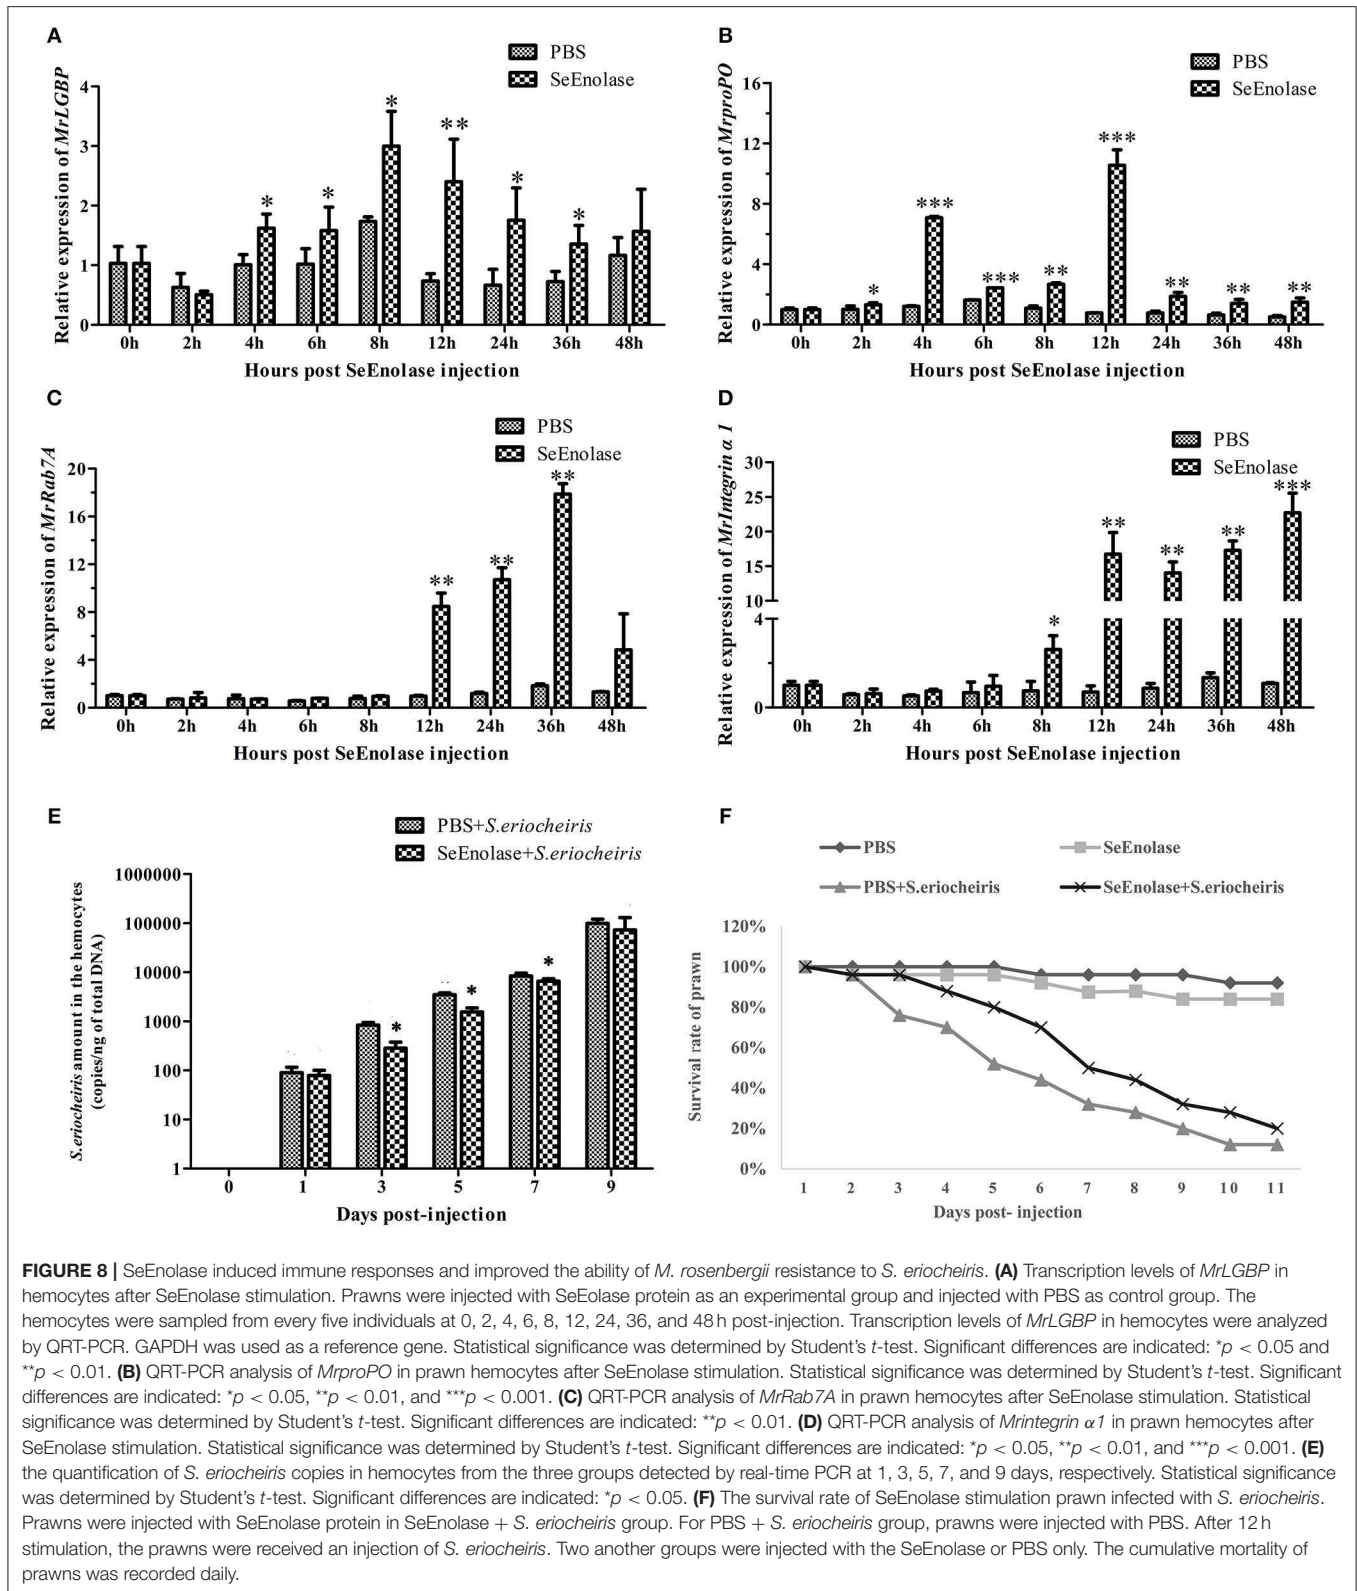 A
PBS
SeEnolase
Relative expression of MrLGBP
4
3
2
1
0
*
*
*
**
*
*
0h 2h 4h 6h 8h 12h 24h 36h 48h
Hours post SeEnolase injection
B
PBS
SeEnolase
Relative expression of MrproPO
16
12
8
4
0
*
***
***
**
***
**
**
**
0h 2h 4h 6h 8h 12h 24h 36h 48h
Hours post SeEnolase injection
C
PBS
SeEnolase
Relative expression of MrRab7A
20
16
12
8
4
0
**
**
**
0h 2h 4h 6h 8h 12h 24h 36h 48h
Hours post SeEnolase injection
D
PBS
SeEnolase
Relative expression of MrIntegrin α 1
30
25
20
15
10
4
0
*
**
**
**
***
0h 2h 4h 6h 8h 12h 24h 36h 48h
Hours post SeEnolase injection
E
PBS+S.eriocheiris
SeEnolase+S.eriocheiris
S.eriocheiris amount in the hemocytes
(copies/ng of total DNA)
1000000
100000
10000
1000
100
10
1
*
*
*
0 1 3 5 7 9
Days post-injection
F
PBS SeEnolase
PBS+S.eriocheiris SeEnolase+S.eriocheiris
Survival rate of prawn
120%
100%
80%
60%
40%
20%
0%
1 2 3 4 5 6 7 8 9 10 11
Days post- injection
FIGURE 8 | SeEnolase induced immune responses and improved the ability of M. rosenbergii resistance to S. eriocheiris. (A) Transcription levels of MrLGBP in
hemocytes after SeEnolase stimulation. Prawns were injected with SeEolase protein as an experimental group and injected with PBS as control group. The
hemocytes were sampled from every five individuals at 0, 2, 4, 6, 8, 12, 24, 36, and 48 h post-injection. Transcription levels of MrLGBP in hemocytes were analyzed
by QRT-PCR. GAPDH was used as a reference gene. Statistical significance was determined by Student's t-test. Significant differences are indicated: *p < 0.05 and
**p < 0.01. (B) QRT-PCR analysis of MrproPO in prawn hemocytes after SeEnolase stimulation. Statistical significance was determined by Student's t-test. Significant
differences are indicated: *p < 0.05, **p < 0.01, and ***p < 0.001. (C) QRT-PCR analysis of MrRab7A in prawn hemocytes after SeEnolase stimulation. Statistical
significance was determined by Student's t-test. Significant differences are indicated: **p < 0.01. (D) QRT-PCR analysis of Mrintegrin α1 in prawn hemocytes after
SeEnolase stimulation. Statistical significance was determined by Student's t-test. Significant differences are indicated: *p < 0.05, **p < 0.01, and ***p < 0.001. (E)
the quantification of S. eriocheiris copies in hemocytes from the three groups detected by real-time PCR at 1, 3, 5, 7, and 9 days, respectively. Statistical significance
was determined by Student's t-test. Significant differences are indicated: *p < 0.05. (F) The survival rate of SeEnolase stimulation prawn infected with S. eriocheiris.
Prawns were injected with SeEnolase protein in SeEnolase + S. eriocheiris group. For PBS + S. eriocheiris group, prawns were injected with PBS. After 12 h
stimulation, the prawns were received an injection of S. eriocheiris. Two another groups were injected with the SeEnolase or PBS only. The cumulative mortality of
prawns was recorded daily.